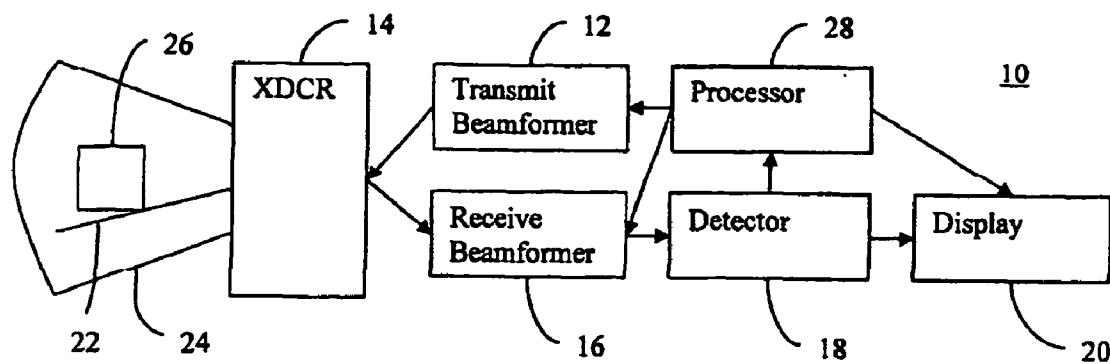 26
14
12
28
10
XDCR
Transmit
Beamformer
Processor
Receive
Beamformer
Detector
Display
22
24
16
18
20